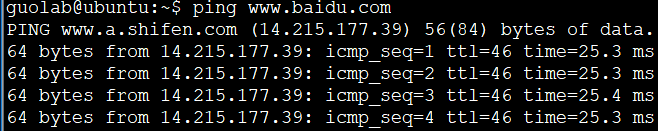 guolab@ubuntu:~$ ping www.baidu.com
PING www.a.shifen.com (14.215.177.39) 56(84) bytes of data.
64 bytes from 14.215.177.39: icmp_seq=1 ttl=46 time=25.3 ms
64 bytes from 14.215.177.39: icmp_seq=2 ttl=46 time=25.3 ms
64 bytes from 14.215.177.39: icmp_seq=3 ttl=46 time=25.4 ms
64 bytes from 14.215.177.39: icmp_seq=4 ttl=46 time=25.3 ms